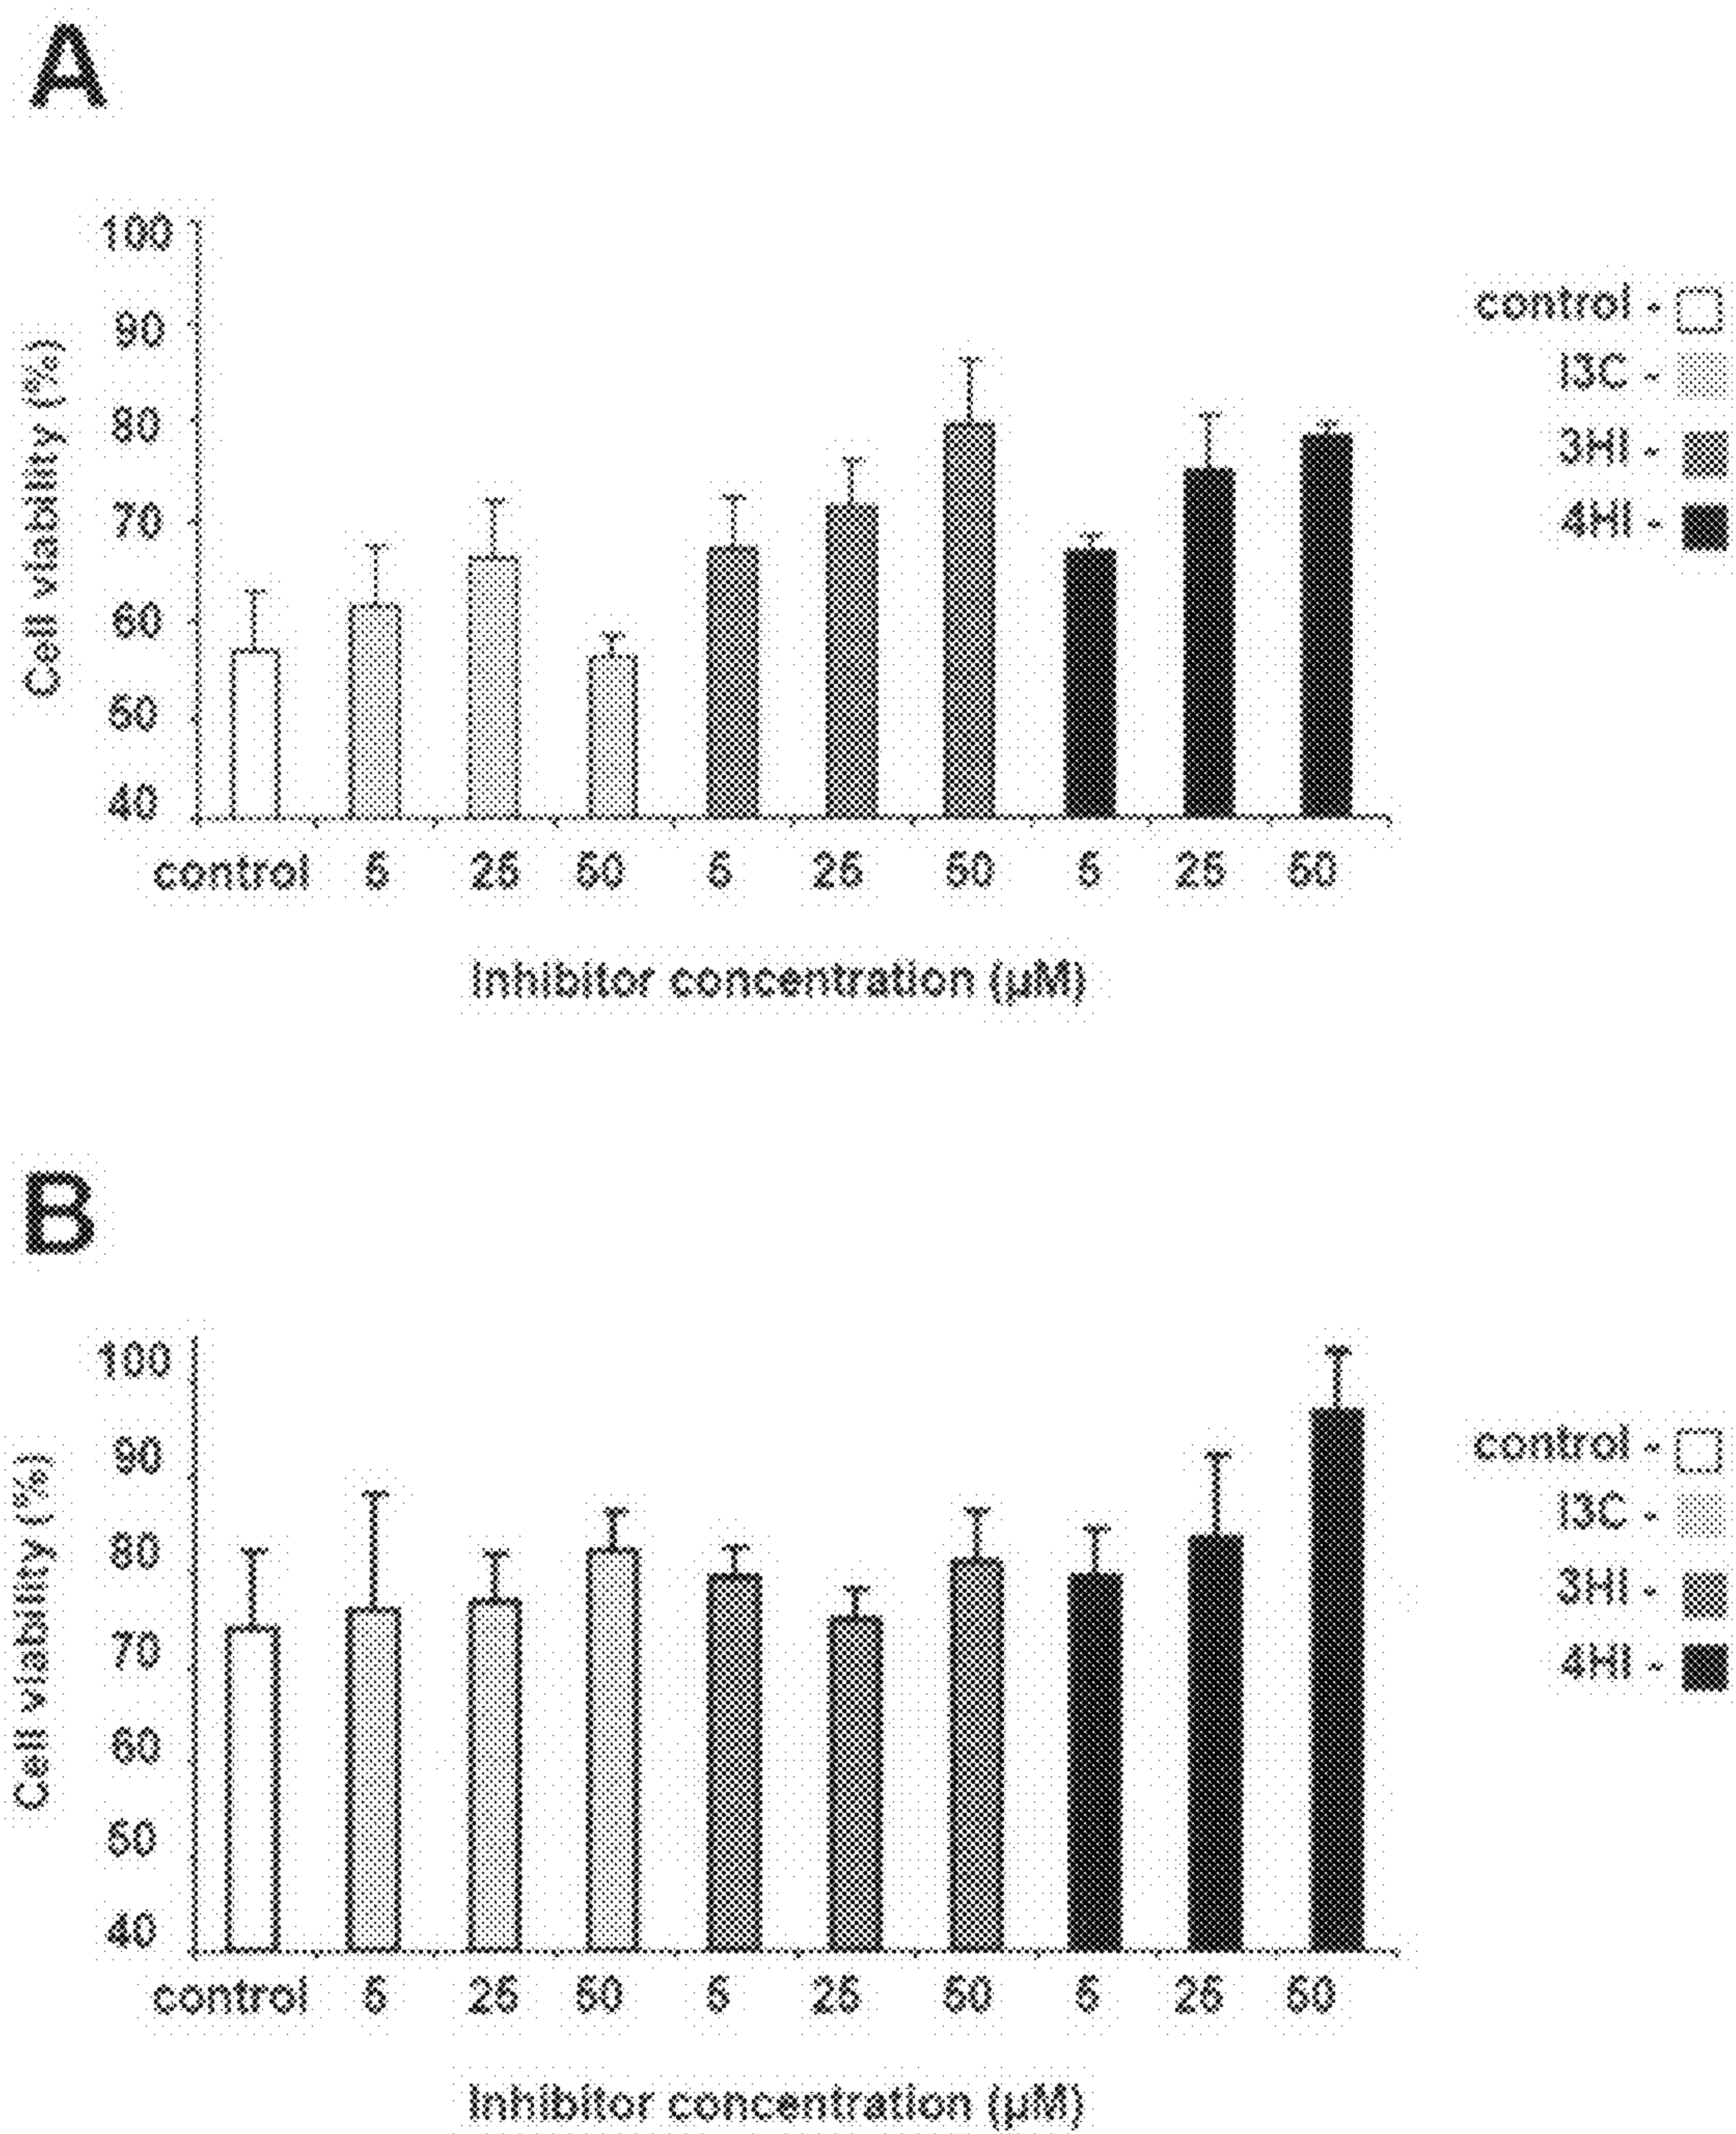 A
100
90
80
70
60
50
40
Cell viability (%)
control 5 25 50 5 25 50 5 25 50
Inhibitor concentration (µM)
control -
I3C -
3HI -
4HI -
B
100
90
80
70
60
50
40
Cell viability (%)
control 5 25 50 5 25 50 5 25 50
Inhibitor concentration (µM)
control -
I3C -
3HI -
4HI -